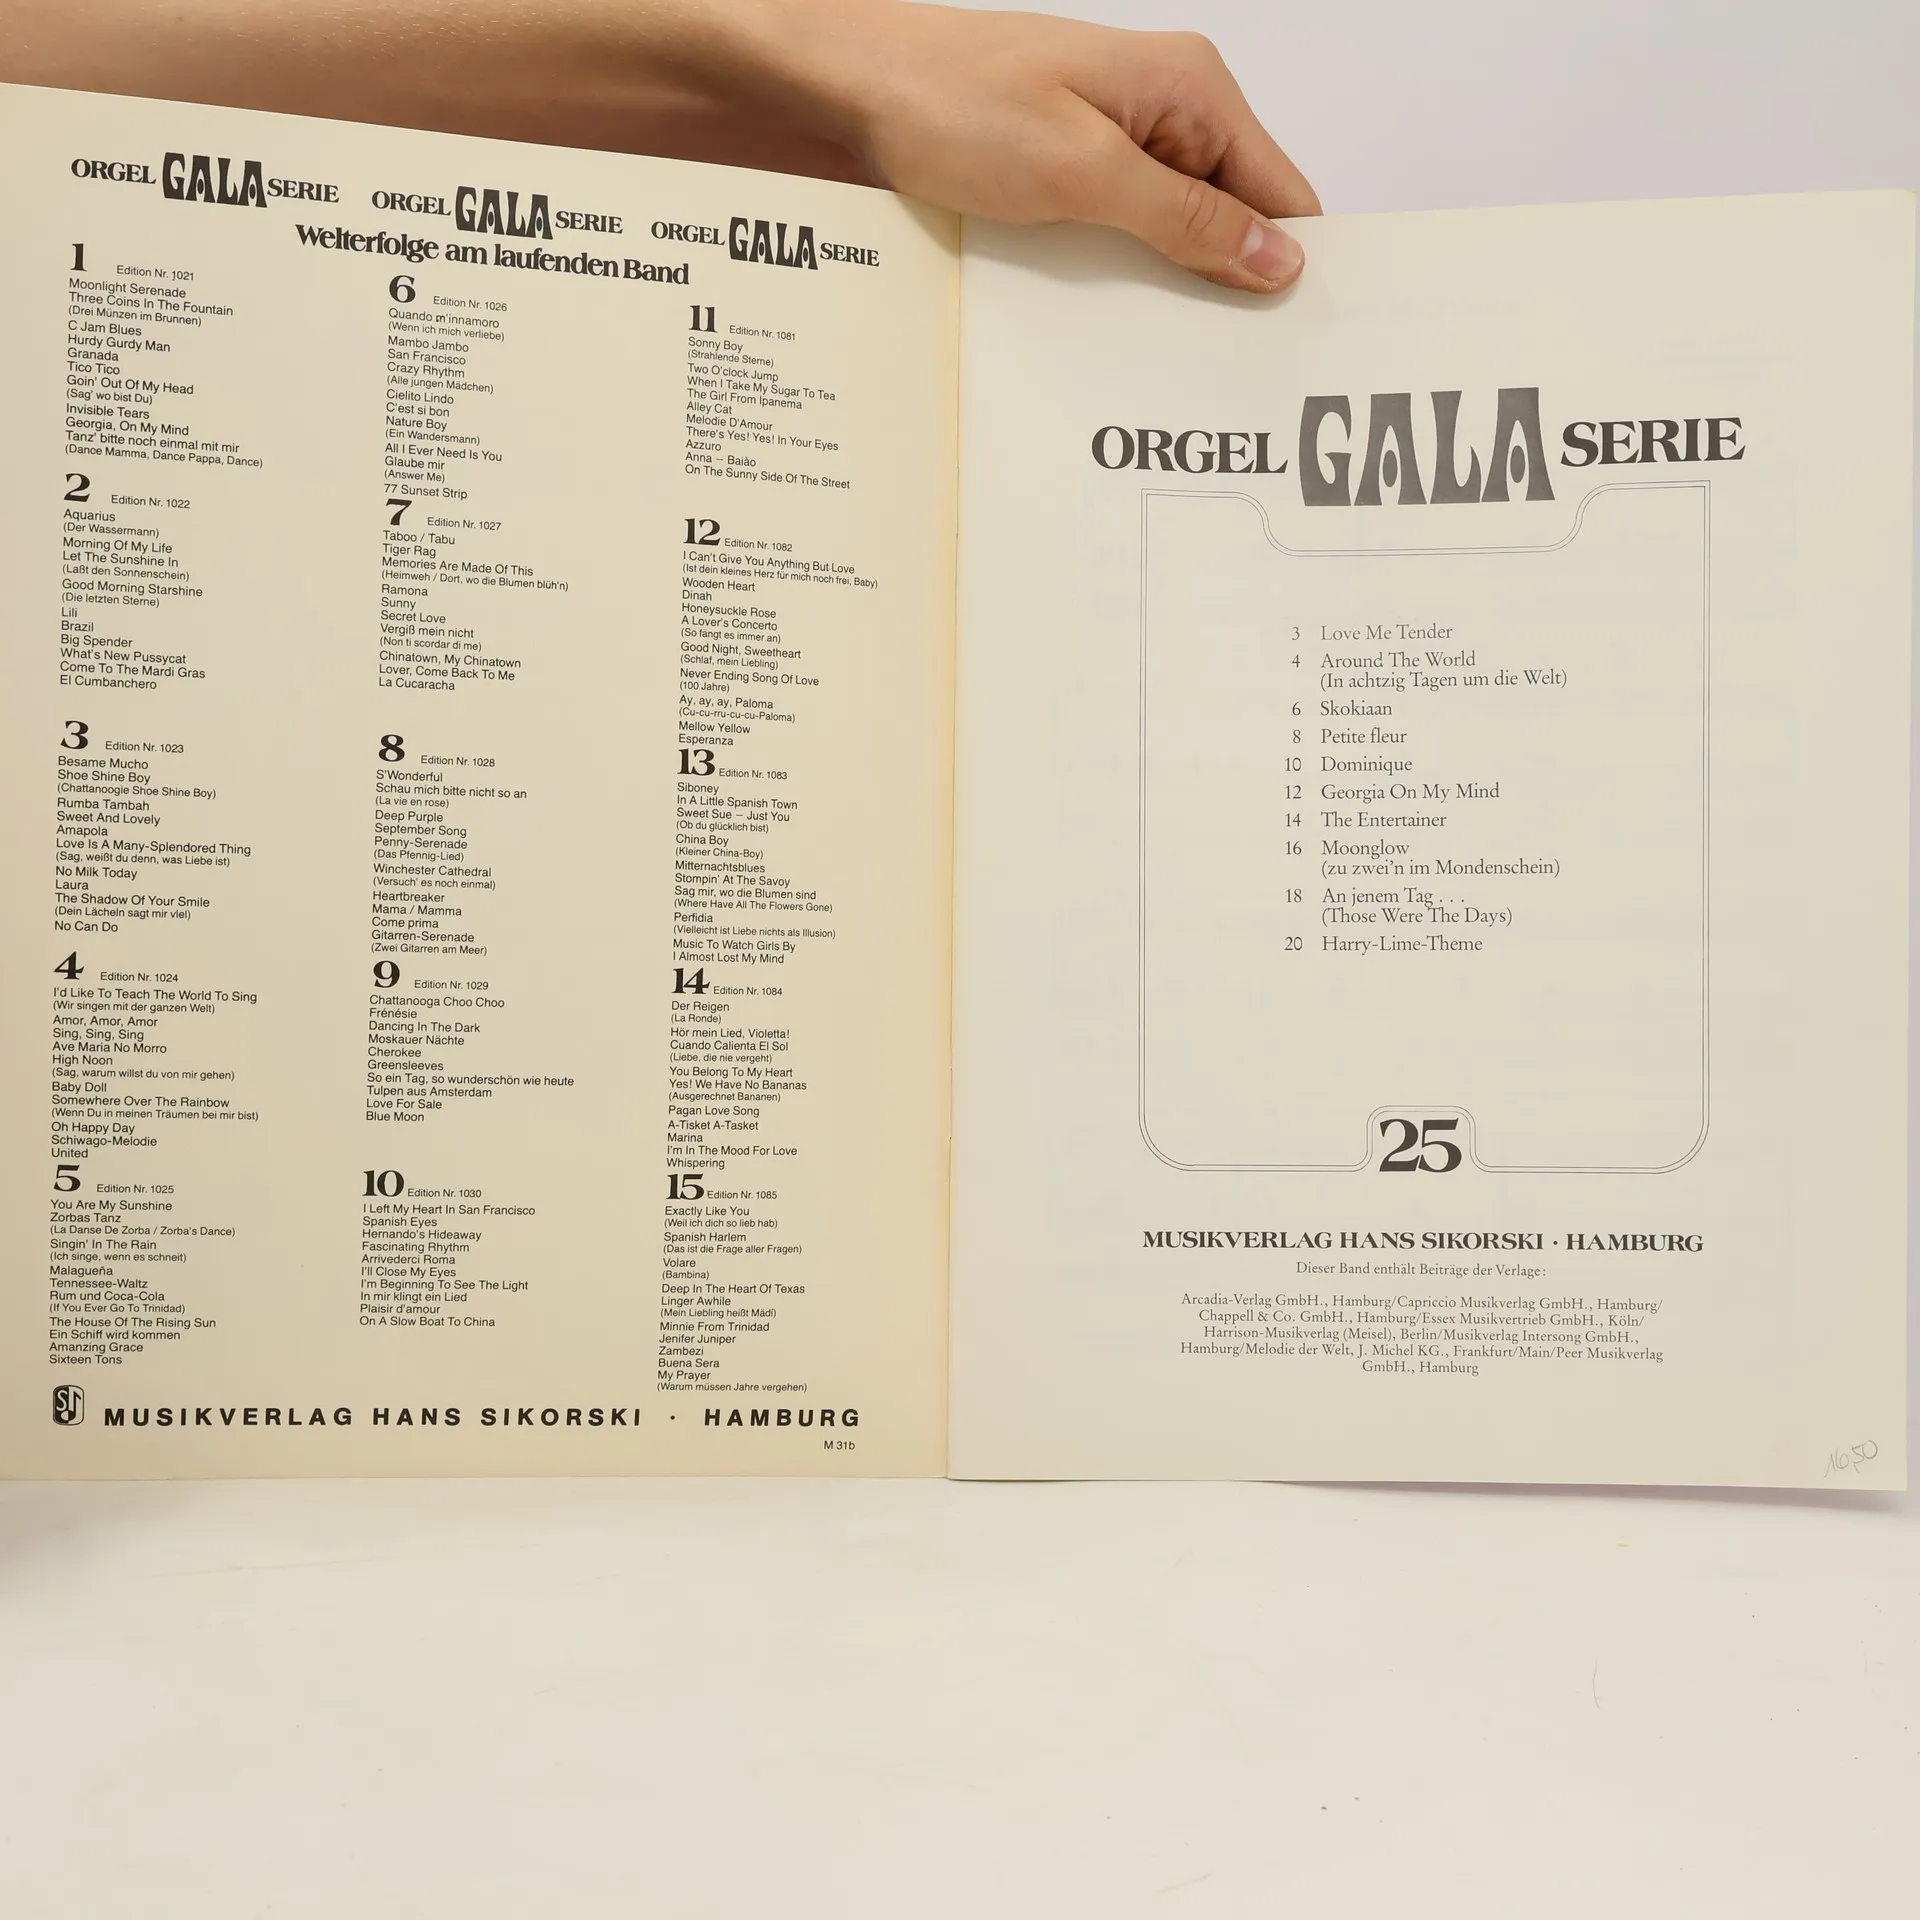 ORGEL GALA SERIE ORGEL GALA SERIE ORGEL GALA SERIE
Welterfolge am laufenden Band
1 Edition Nr. 1021
Moonlight Serenade
Three Coins In The Fountain
(Drei Münzen im Brunnen)
C Jam Blues
Hurdy Gurdy Man
Granada
Tico Tico
Goin' Out Of My Head
(Sag' wo bist Du)
Invisible Tears
Georgia, On My Mind
Tanz' bitte noch einmal mit mir
(Dance Mamma, Dance Pappa, Dance)
2 Edition Nr. 1022
Aquarius
(Der Wassermann)
Morning Of My Life
Let The Sunshine In
(Laßt den Sonnenschein)
Good Morning Starshine
(Die letzten Sterne)
Lili
Brazil
Big Spender
What's New Pussycat
Come To The Mardi Gras
El Cumbanchero
3 Edition Nr. 1023
Besame Mucho
Shoe Shine Boy
(Chattanoogie Shoe Shine Boy)
Rumba Tambah
Sweet And Lovely
Amapola
Love Is A Many-Splendored Thing
(Sag, weißt du denn, was Liebe ist)
No Milk Today
Laura
The Shadow Of Your Smile
(Dein Lächeln sagt mir viel)
No Can Do
4 Edition Nr. 1024
I'd Like To Teach The World To Sing
(Wir singen mit der ganzen Welt)
Amor, Amor, Amor
Sing, Sing, Sing
Ave Maria No Morro
High Noon
(Sag, warum willst du von mir gehen)
Baby Doll
Somewhere Over The Rainbow
(Wenn Du in meinen Träumen bei mir bist)
Oh Happy Day
Schiwago-Melodie
United
5 Edition Nr. 1025
You Are My Sunshine
Zorbas Tanz
(La Danse De Zorba / Zorba's Dance)
Singin' In The Rain
(Ich singe, wenn es schneit)
Malagueña
Tennessee-Waltz
Rum und Coca-Cola
(If You Ever Go To Trinidad)
The House Of The Rising Sun
Ein Schiff wird kommen
Amanzing Grace
Sixteen Tons
6 Edition Nr. 1026
Quando m'innamoro
(Wenn ich mich verliebe)
Mambo Jambo
San Francisco
Crazy Rhythm
(Alle jungen Mädchen)
Cielito Lindo
C'est si bon
Nature Boy
(Ein Wandersmann)
All I Ever Need Is You
Glaube mir
(Answer Me)
77 Sunset Strip
7 Edition Nr. 1027
Taboo / Tabu
Tiger Rag
Memories Are Made Of This
(Heimweh / Dort, wo die Blumen blüh'n)
Ramona
Sunny
Secret Love
Vergiß mein nicht
(Non ti scordar di me)
Chinatown, My Chinatown
Lover, Come Back To Me
La Cucaracha
8 Edition Nr. 1028
S'Wonderful
Schau mich bitte nicht so an
(La vie en rose)
Deep Purple
September Song
Penny-Serenade
(Das Pfennig-Lied)
Winchester Cathedral
(Versuch' es noch einmal)
Heartbreaker
Mama / Mamma
Come prima
Gitarren-Serenade
(Zwei Gitarren am Meer)
9 Edition Nr. 1029
Chattanooga Choo Choo
Frénésie
Dancing In The Dark
Moskauer Nächte
Cherokee
Greensleeves
So ein Tag, so wunderschön wie heute
Tulpen aus Amsterdam
Love For Sale
Blue Moon
10 Edition Nr. 1030
I Left My Heart In San Francisco
Spanish Eyes
Hernando's Hideaway
Fascinating Rhythm
Arrivederci Roma
I'll Close My Eyes
I'm Beginning To See The Light
In mir klingt ein Lied
Plaisir d'amour
On A Slow Boat To China
11 Edition Nr. 1081
Sonny Boy
(Strahlende Sterne)
Two O'clock Jump
When I Take My Sugar To Tea
The Girl From Ipanema
Alley Cat
Melodie D'Amour
There's Yes! Yes! In Your Eyes
Azzuro
Anna – Baiào
On The Sunny Side Of The Street
12 Edition Nr. 1082
I Can't Give You Anything But Love
(Ist dein kleines Herz für mich noch frei, Baby)
Wooden Heart
Dinah
Honeysuckle Rose
A Lover's Concerto
(So fängt es immer an)
Good Night, Sweetheart
(Schlaf, mein Liebling)
Never Ending Song Of Love
(100 Jahre)
Ay, ay, ay, Paloma
(Cu-cu-rru-cu-cu-Paloma)
Mellow Yellow
Esperanza
13 Edition Nr. 1083
Siboney
In A Little Spanish Town
Sweet Sue – Just You
(Ob du glücklich bist)
China Boy
(Kleiner China-Boy)
Mitternachtsblues
Stompin' At The Savoy
Sag mir, wo die Blumen sind
(Where Have All The Flowers Gone)
Perfidia
(Vielleicht ist Liebe nichts als Illusion)
Music To Watch Girls By
I Almost Lost My Mind
14 Edition Nr. 1084
Der Reigen
(La Ronde)
Hör mein Lied, Violetta!
Cuando Calienta El Sol
(Liebe, die nie vergeht)
You Belong To My Heart
Yes! We Have No Bananas
(Ausgerechnet Bananen)
Pagan Love Song
A-Tisket A-Tasket
Marina
I'm In The Mood For Love
Whispering
15 Edition Nr. 1085
Exactly Like You
(Weil ich dich so lieb hab)
Spanish Harlem
(Das ist die Frage aller Fragen)
Volare
(Bambina)
Deep In The Heart Of Texas
Linger Awhile
(Mein Liebling heißt Mädi)
Minnie From Trinidad
Jenifer Juniper
Zambezi
Buena Sera
My Prayer
(Warum müssen Jahre vergehen)
MUSIKVERLAG HANS SIKORSKI · HAMBURG
M 31b
ORGEL GALA SERIE
3 Love Me Tender
4 Around The World
(In achtzig Tagen um die Welt)
6 Skokiaan
8 Petite fleur
10 Dominique
12 Georgia On My Mind
14 The Entertainer
16 Moonglow
(zu zwei'n im Mondenschein)
18 An jenem Tag . . .
(Those Were The Days)
20 Harry-Lime-Theme
25
MUSIKVERLAG HANS SIKORSKI · HAMBURG
Dieser Band enthält Beiträge der Verlage:
Arcadia-Verlag GmbH., Hamburg/Capriccio Musikverlag GmbH., Hamburg/
Chappell & Co. GmbH., Hamburg/Essex Musikvertrieb GmbH., Köln/
Harrison-Musikverlag (Meisel), Berlin/Musikverlag Intersong GmbH.,
Hamburg/Melodie der Welt, J. Michel KG., Frankfurt/Main/Peer Musikverlag
GmbH., Hamburg
16,50